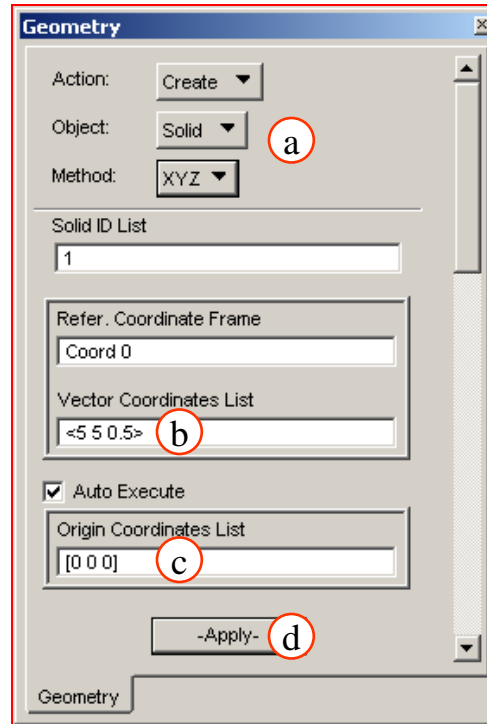 Geometry
Action: Create
Object: Solid
a
Method: XYZ
Solid ID List
1
Refer. Coordinate Frame
Coord 0
Vector Coordinates List
<5 5 0.5> b
Auto Execute
Origin Coordinates List
[0 0 0] c
-Apply- d
Geometry